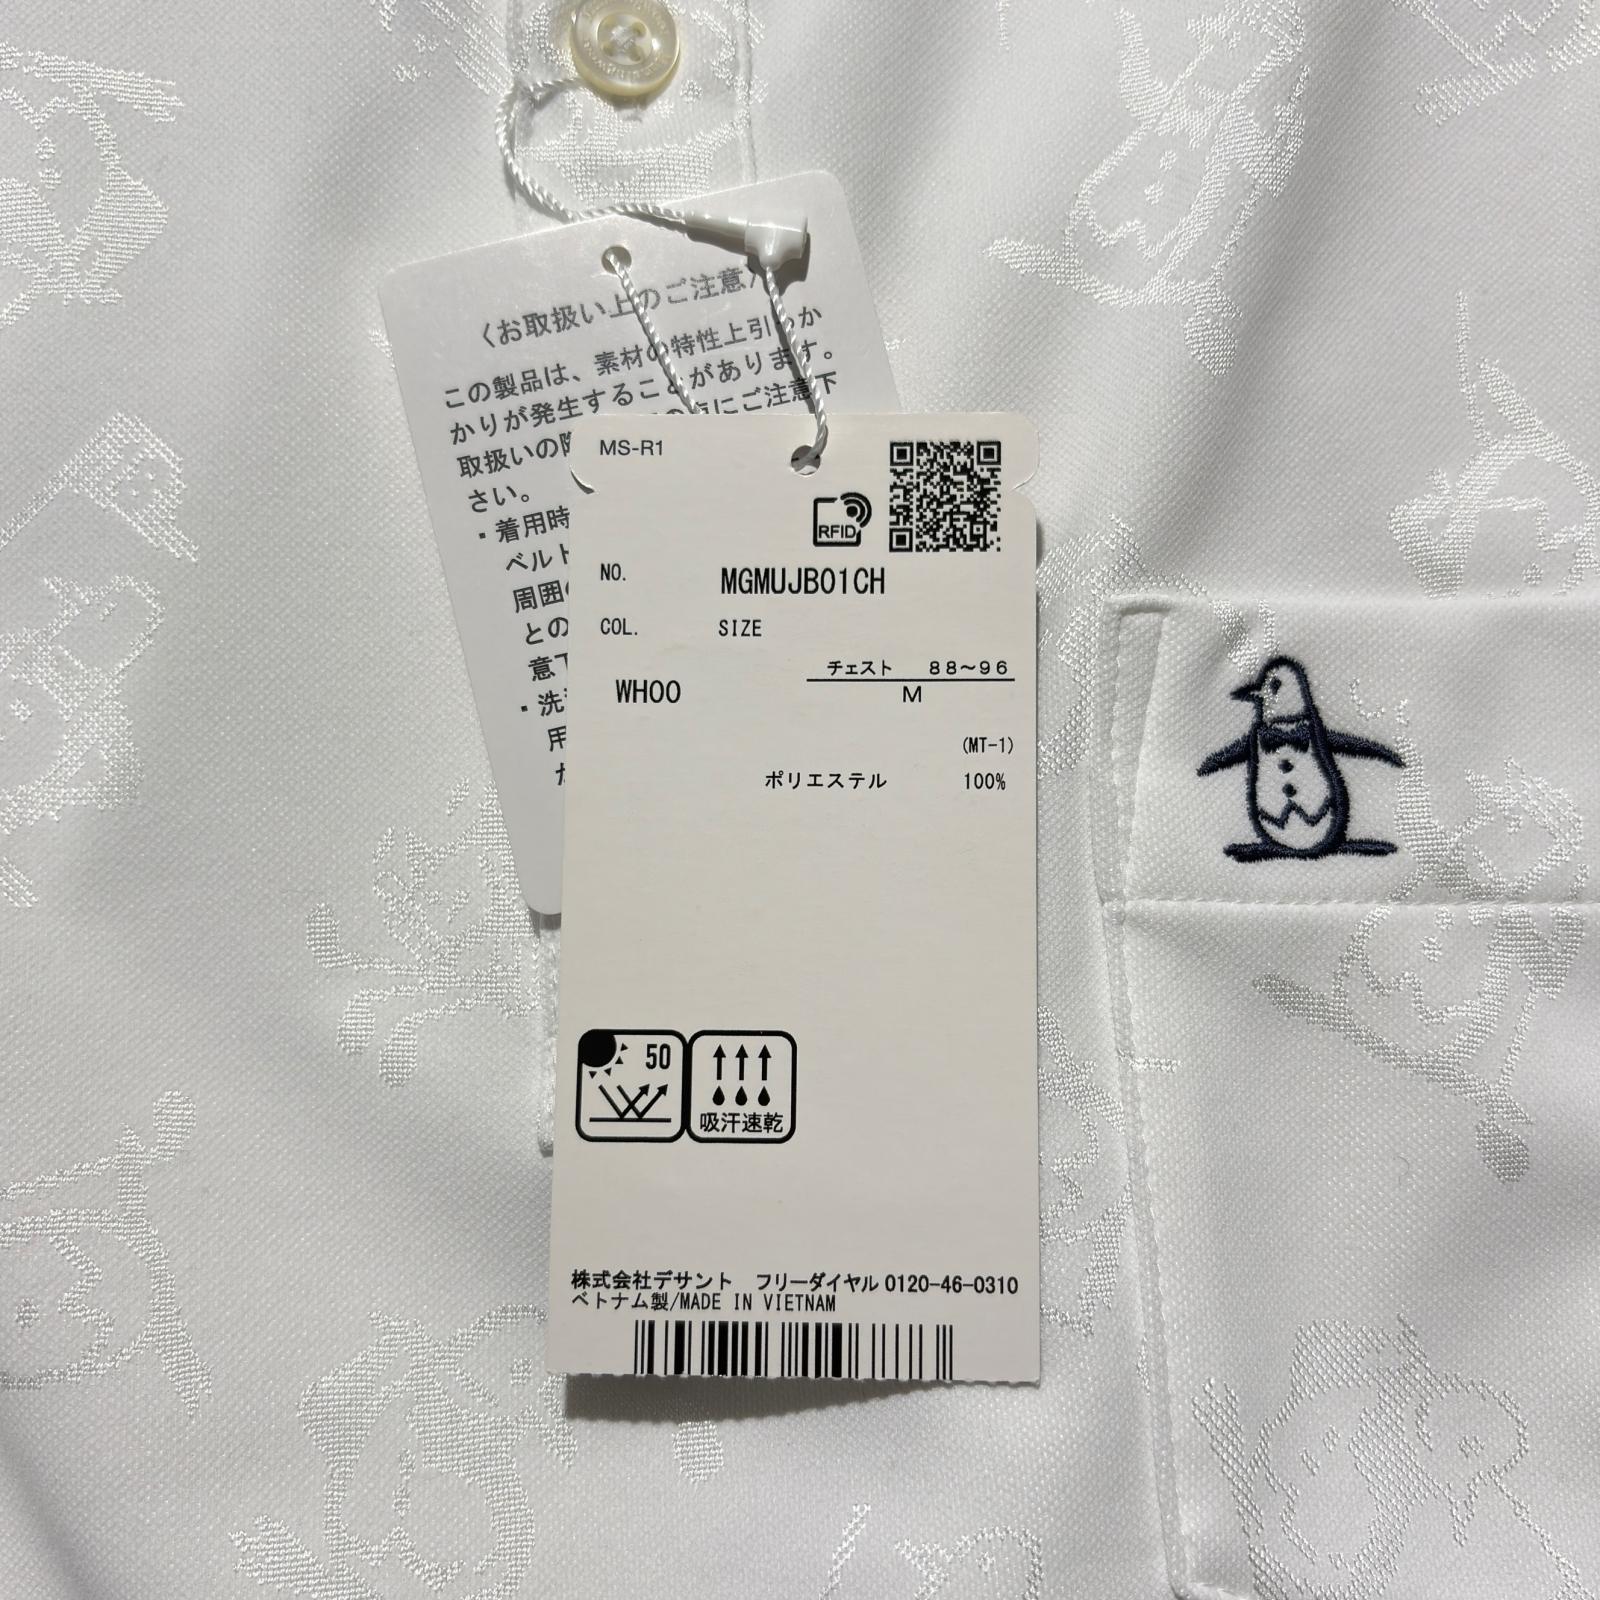 〈お取扱い上のご注意〉
この製品は、素材の特性上引っか
かりが発生することがあります。
取扱いの際 の点にご注意下
さい。
・着用時
ベルト
周囲の
との
意下
・洗濯
用
MS-R1
RFID
NO. MGMUJB01CH
COL. SIZE
チェスト 88～96
WH00 M
(MT-1)
ポリエステル 100%
50
吸汗速乾
株式会社デサント フリーダイヤル 0120-46-0310
ベトナム製/MADE IN VIETNAM